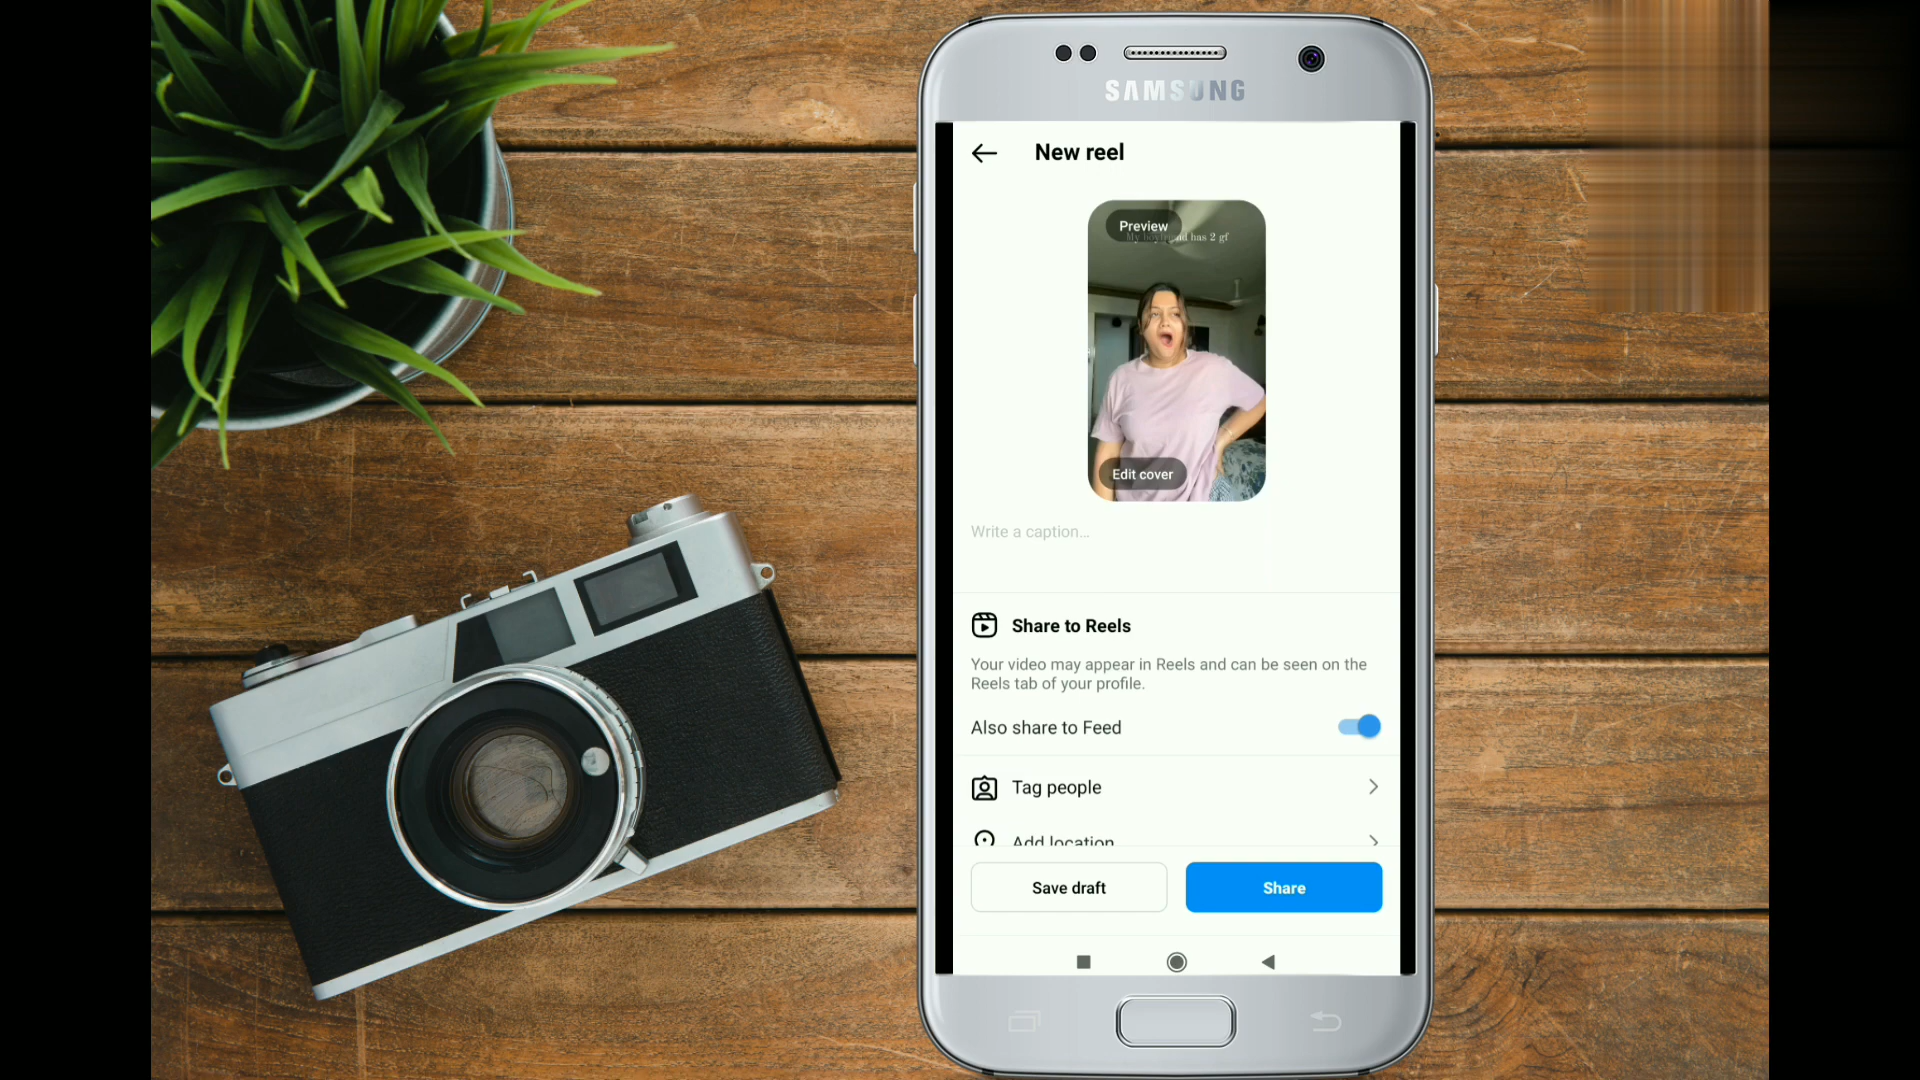 SAMSUNG
New reel
Preview
My boyfriend has 2 gf
Edit cover
Write a caption...
Share to Reels
Your video may appear in Reels and can be seen on the
Reels tab of your profile.
Also share to Feed
Tag people
Add location
Save draft
Share